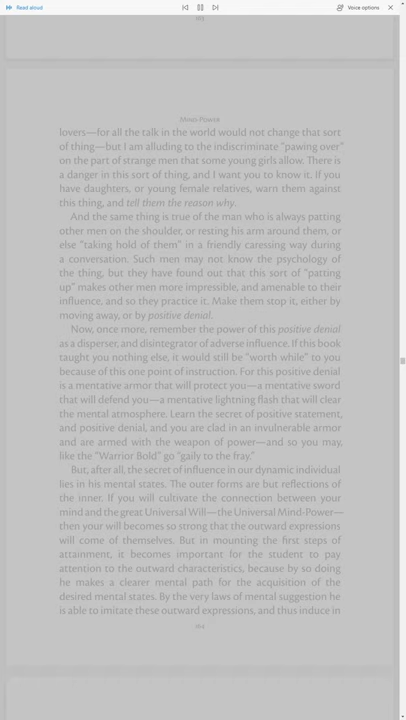 Read aloud
Voice options
163
Mind-Power
lovers—for all the talk in the world would not change that sort
of thing—but I am alluding to the indiscriminate "pawing over"
on the part of strange men that some young girls allow. There is
a danger in this sort of thing, and I want you to know it. If you
have daughters, or young female relatives, warn them against
this thing, and tell them the reason why.
And the same thing is true of the man who is always patting
other men on the shoulder, or resting his arm around them, or
else "taking hold of them" in a friendly caressing way during
a conversation. Such men may not know the psychology of
the thing, but they have found out that this sort of "patting
up" makes other men more impressible, and amenable to their
influence, and so they practice it. Make them stop it, either by
moving away, or by positive denial.
Now, once more, remember the power of this positive denial
as a disperser, and disintegrator of adverse influence. If this book
taught you nothing else, it would still be "worth while" to you
because of this one point of instruction. For this positive denial
is a mentative armor that will protect you—a mentative sword
that will defend you—a mentative lightning flash that will clear
the mental atmosphere. Learn the secret of positive statement,
and positive denial, and you are clad in an invulnerable armor
and are armed with the weapon of power—and so you may,
like the "Warrior Bold" go "gaily to the fray."
But, after all, the secret of influence in our dynamic individual
lies in his mental states. The outer forms are but reflections of
the inner. If you will cultivate the connection between your
mind and the great Universal Will—the Universal Mind-Power—
then your will becomes so strong that the outward expressions
will come of themselves. But in mounting the first steps of
attainment, it becomes important for the student to pay
attention to the outward characteristics, because by so doing
he makes a clearer mental path for the acquisition of the
desired mental states. By the very laws of mental suggestion he
is able to imitate these outward expressions, and thus induce in
164